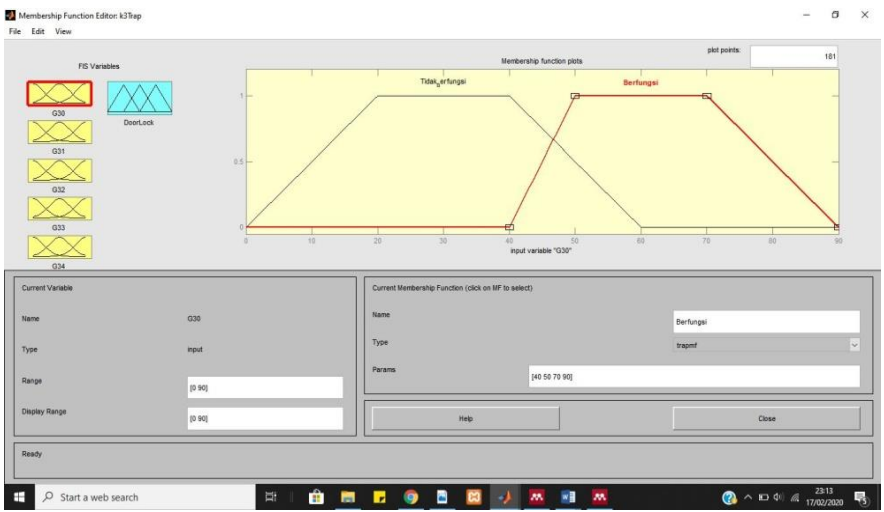 Membership Function Editor: k3Trap
File Edit View
FIS Variables
G30
DoorLock
G31
G32
G33
G34
plot points:
181
Membership function plots
Tidakberfungsi
Berfungsi
1
0.5
0
0 10 20 30 40 50 60 70 80 90
input variable "G30"
Current Variable
Name G30
Type input
Range [0 90]
Display Range [0 90]
Current Membership Function (click on MF to select)
Name Berfungsi
Type trapmf
Params [40 50 70 90]
Help Close
Ready
Start a web search
23:13
17/02/2020